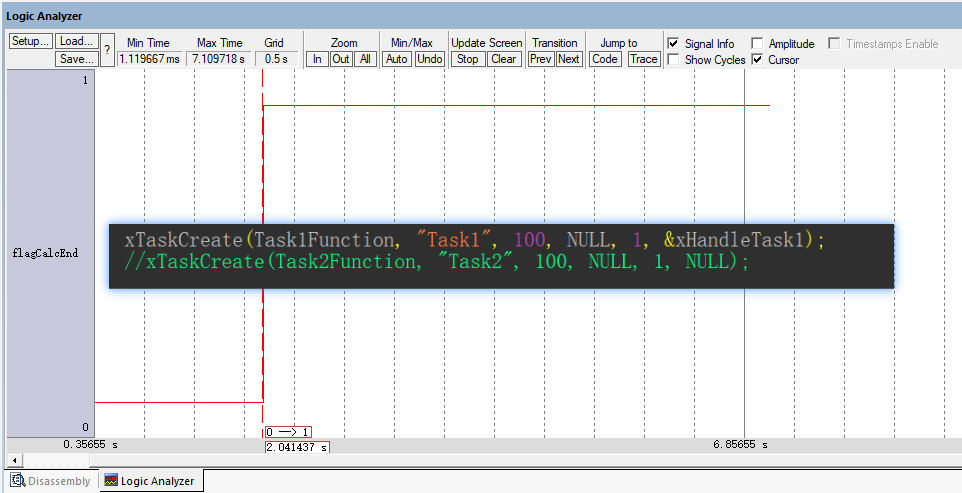 Logic Analyzer
Setup... Load... Save... ? Min Time Max Time Grid Zoom Min/Max Update Screen Transition Jump to Signal Info Amplitude Timestamps Enable
1.119667 ms 7.109718 s 0.5 s In Out All Auto Undo Stop Clear Prev Next Code Trace Show Cycles Cursor
1
xTaskCreate(Task1Function, "Task1", 100, NULL, 1, &xHandleTask1);
flagCalcEnd
//xTaskCreate(Task2Function, "Task2", 100, NULL, 1, NULL);
0
0 --> 1
0.35655 s 2.041437 s 6.85655 s
Disassembly Logic Analyzer